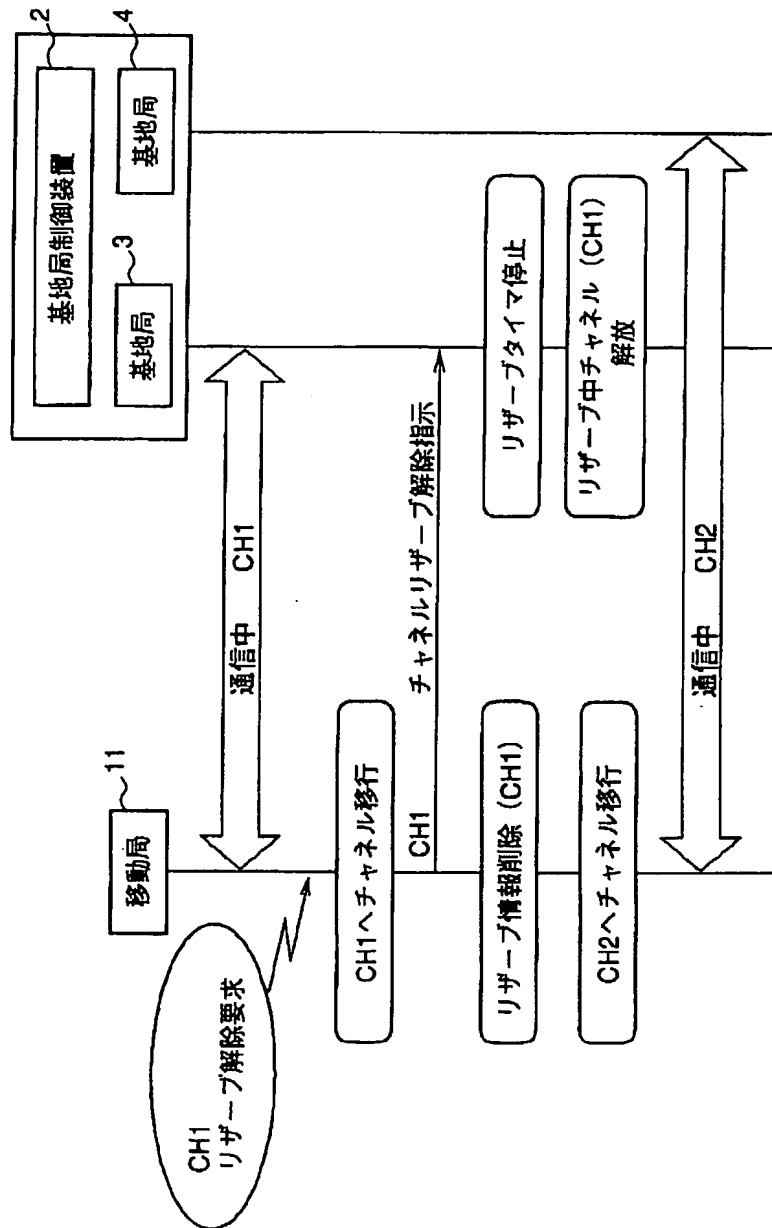 移動局
11
基地局制御装置
2
基地局
3
基地局
4
通信中 CH1
CH1
リザーブ解除要求
CH1へチャネル移行
CH1
チャネルリザーブ解除指示
リザーブ情報削除 (CH1)
リザーブタイマ停止
CH2へチャネル移行
リザーブ中チャネル (CH1)
解放
通信中 CH2